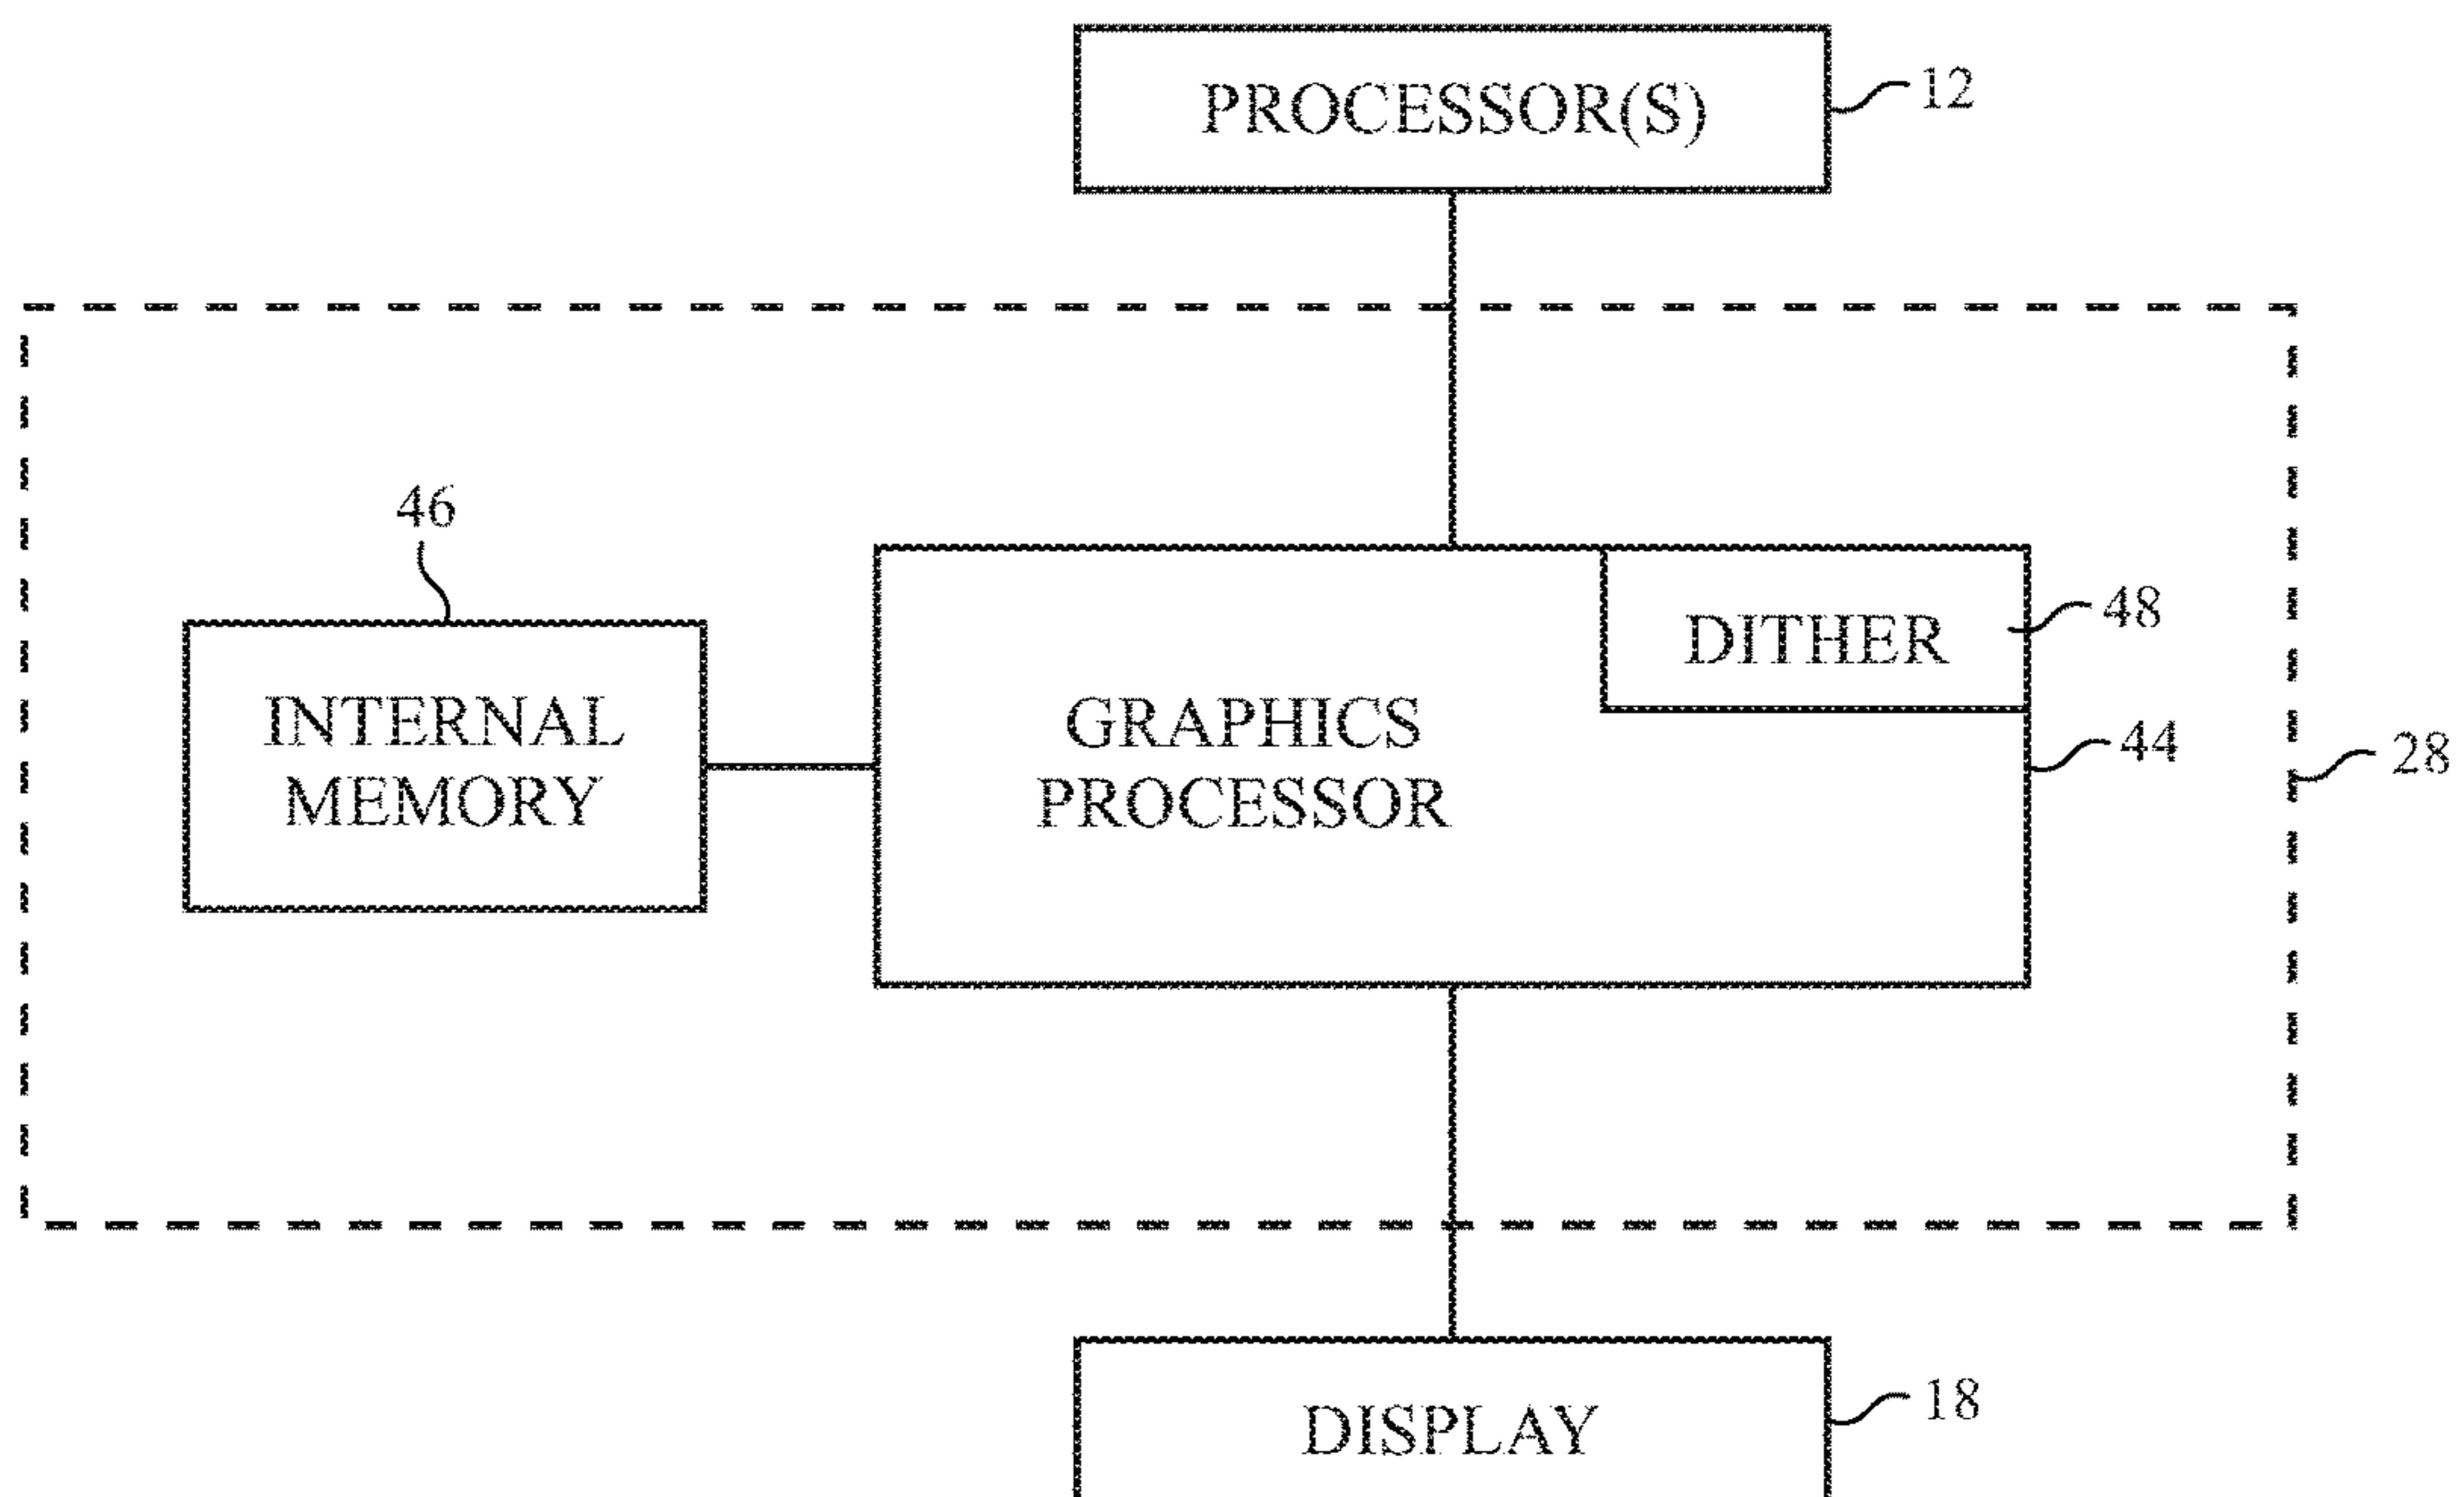 PROCESSOR(S)
12
46
INTERNAL
MEMORY
GRAPHICS
PROCESSOR
DITHER
48
44
28
DISPLAY
18